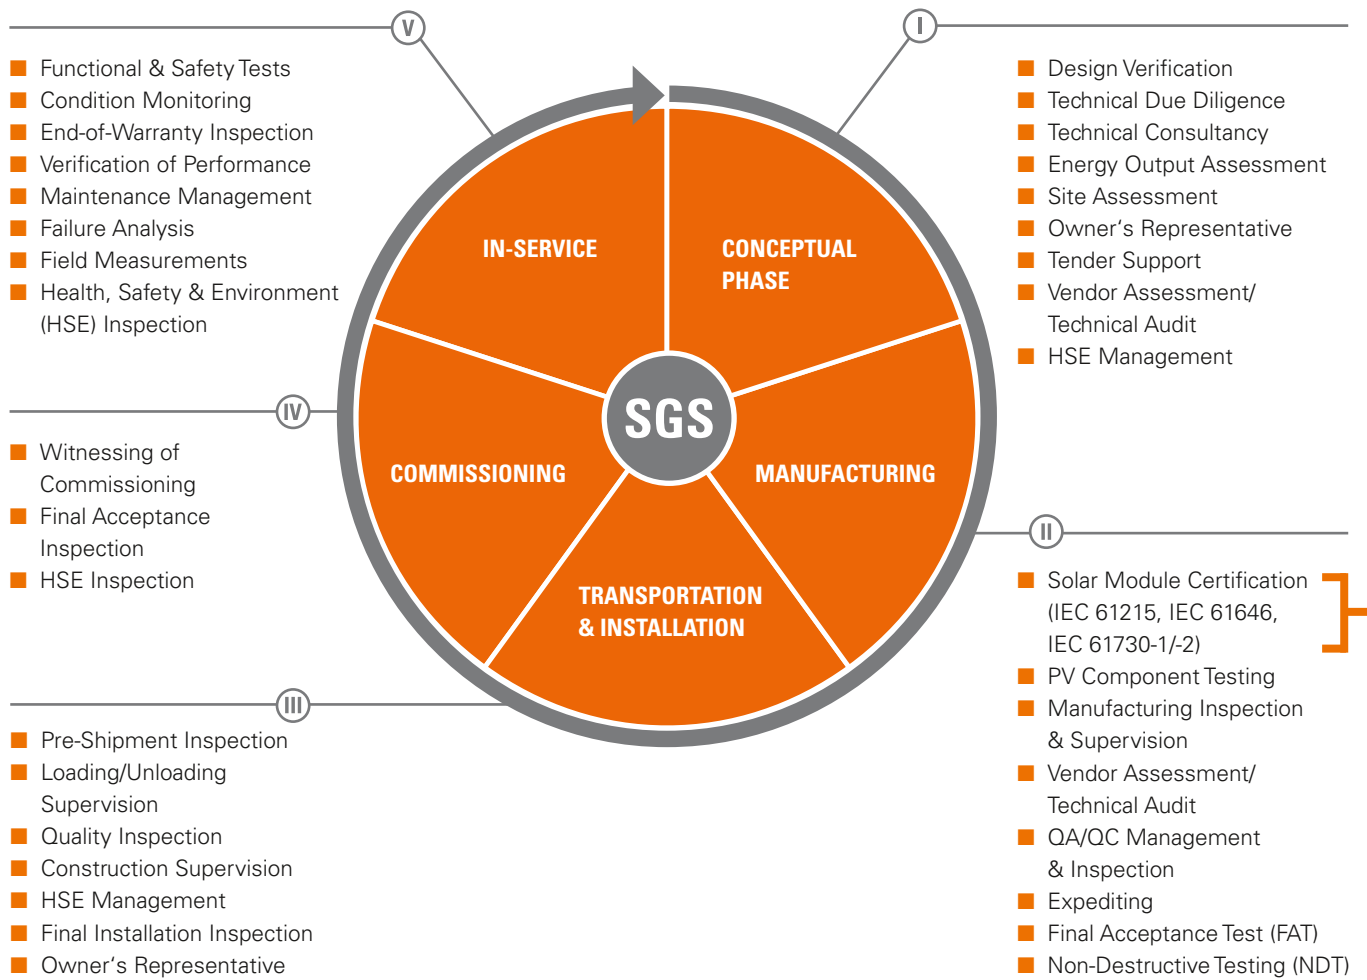 V
Functional & Safety Tests
Condition Monitoring
End-of-Warranty Inspection
Verification of Performance
Maintenance Management
Failure Analysis
Field Measurements
Health, Safety & Environment
(HSE) Inspection
I
Design Verification
Technical Due Diligence
Technical Consultancy
Energy Output Assessment
Site Assessment
Owner‘s Representative
Tender Support
Vendor Assessment/
Technical Audit
HSE Management
IN-SERVICE
CONCEPTUAL
PHASE
SGS
COMMISSIONING
MANUFACTURING
TRANSPORTATION
& INSTALLATION
IV
Witnessing of
Commissioning
Final Acceptance
Inspection
HSE Inspection
II
Solar Module Certification
(IEC 61215, IEC 61646,
IEC 61730-1/-2)
PV Component Testing
Manufacturing Inspection
& Supervision
Vendor Assessment/
Technical Audit
QA/QC Management
& Inspection
Expediting
Final Acceptance Test (FAT)
Non-Destructive Testing (NDT)
III
Pre-Shipment Inspection
Loading/Unloading
Supervision
Quality Inspection
Construction Supervision
HSE Management
Final Installation Inspection
Owner‘s Representative